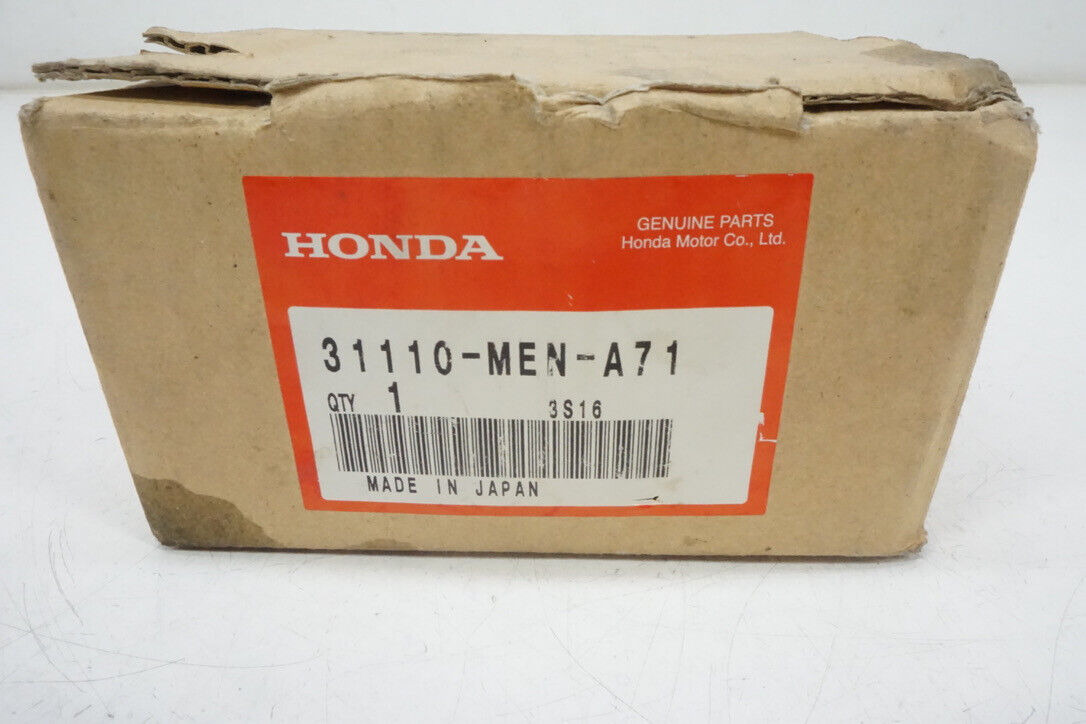 HONDA
GENUINE PARTS
Honda Motor Co., Ltd.
31110-MEN-A71
QTY 1 3S16
MADE IN JAPAN